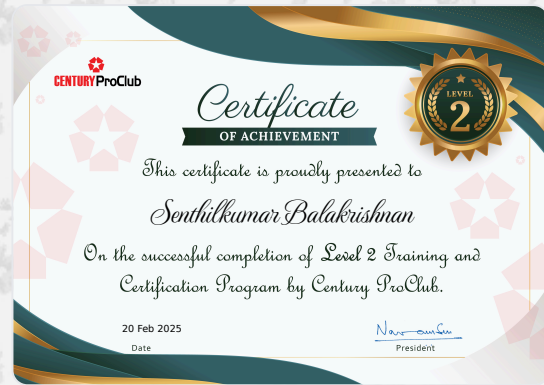 CENTURY ProClub
Certificate
OF ACHIEVEMENT
LEVEL
2
This certificate is proudly presented to
Senthilkumar Balakrishnan
On the successful completion of Level 2 Training and
Certification Program by Century ProClub.
20 Feb 2025
Date
President